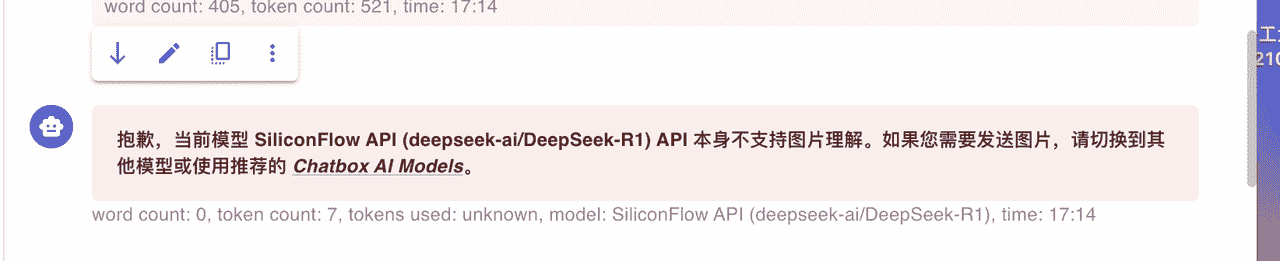 word count: 405, token count: 521, time: 17:14
工
210
抱歉，当前模型 SiliconFlow API (deepseek-ai/DeepSeek-R1) API 本身不支持图片理解。如果您需要发送图片，请切换到其
他模型或使用推荐的 Chatbox AI Models。
word count: 0, token count: 7, tokens used: unknown, model: SiliconFlow API (deepseek-ai/DeepSeek-R1), time: 17:14